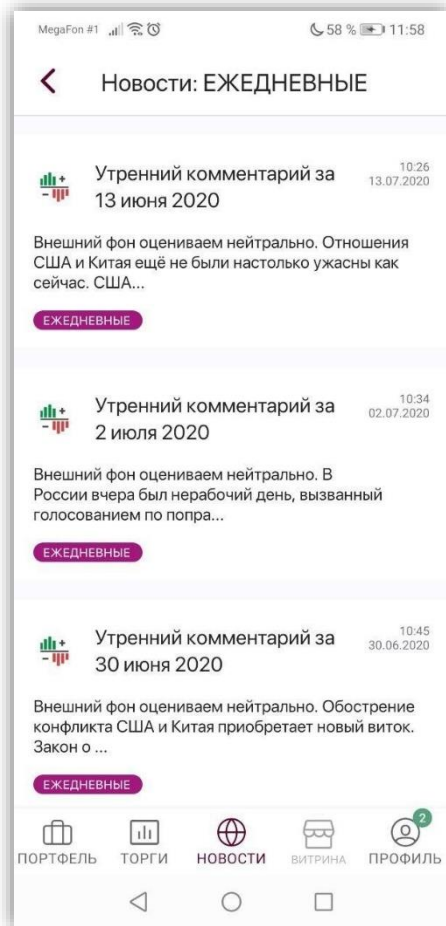 MegaFon #1 58 % 11:58
Новости: ЕЖЕДНЕВНЫЕ
Утренний комментарий за 10:26
13 июня 2020 13.07.2020
Внешний фон оцениваем нейтрально. Отношения
США и Китая ещё не были настолько ужасны как
сейчас. США...
ЕЖЕДНЕВНЫЕ
Утренний комментарий за 10:34
2 июля 2020 02.07.2020
Внешний фон оцениваем нейтрально. В
России вчера был нерабочий день, вызванный
голосованием по попра...
ЕЖЕДНЕВНЫЕ
Утренний комментарий за 10:45
30 июня 2020 30.06.2020
Внешний фон оцениваем нейтрально. Обострение
конфликта США и Китая приобретает новый виток.
Закон о ...
ЕЖЕДНЕВНЫЕ
2
ПОРТФЕЛЬ ТОРГИ НОВОСТИ ВИТРИНА ПРОФИЛЬ